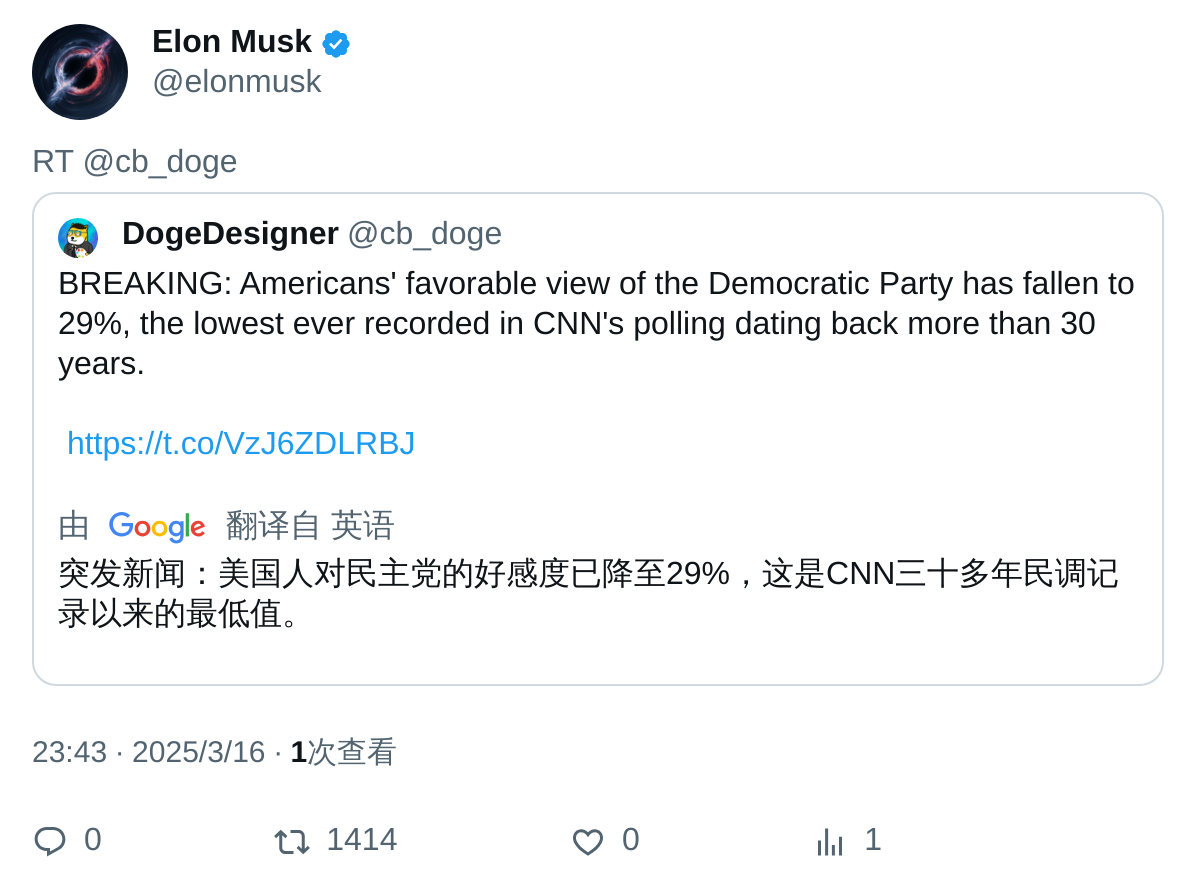 Elon Musk
@elonmusk
RT @cb_doge
DogeDesigner @cb_doge
BREAKING: Americans' favorable view of the Democratic Party has fallen to
29%, the lowest ever recorded in CNN's polling dating back more than 30
years.
https://t.co/VzJ6ZDLRBJ
由 Google 翻译自 英语
突发新闻：美国人对民主党的好感度已降至29%，这是CNN三十多年民调记
录以来的最低值。
23:43 · 2025/3/16 · 1次查看
0 1414 0 1